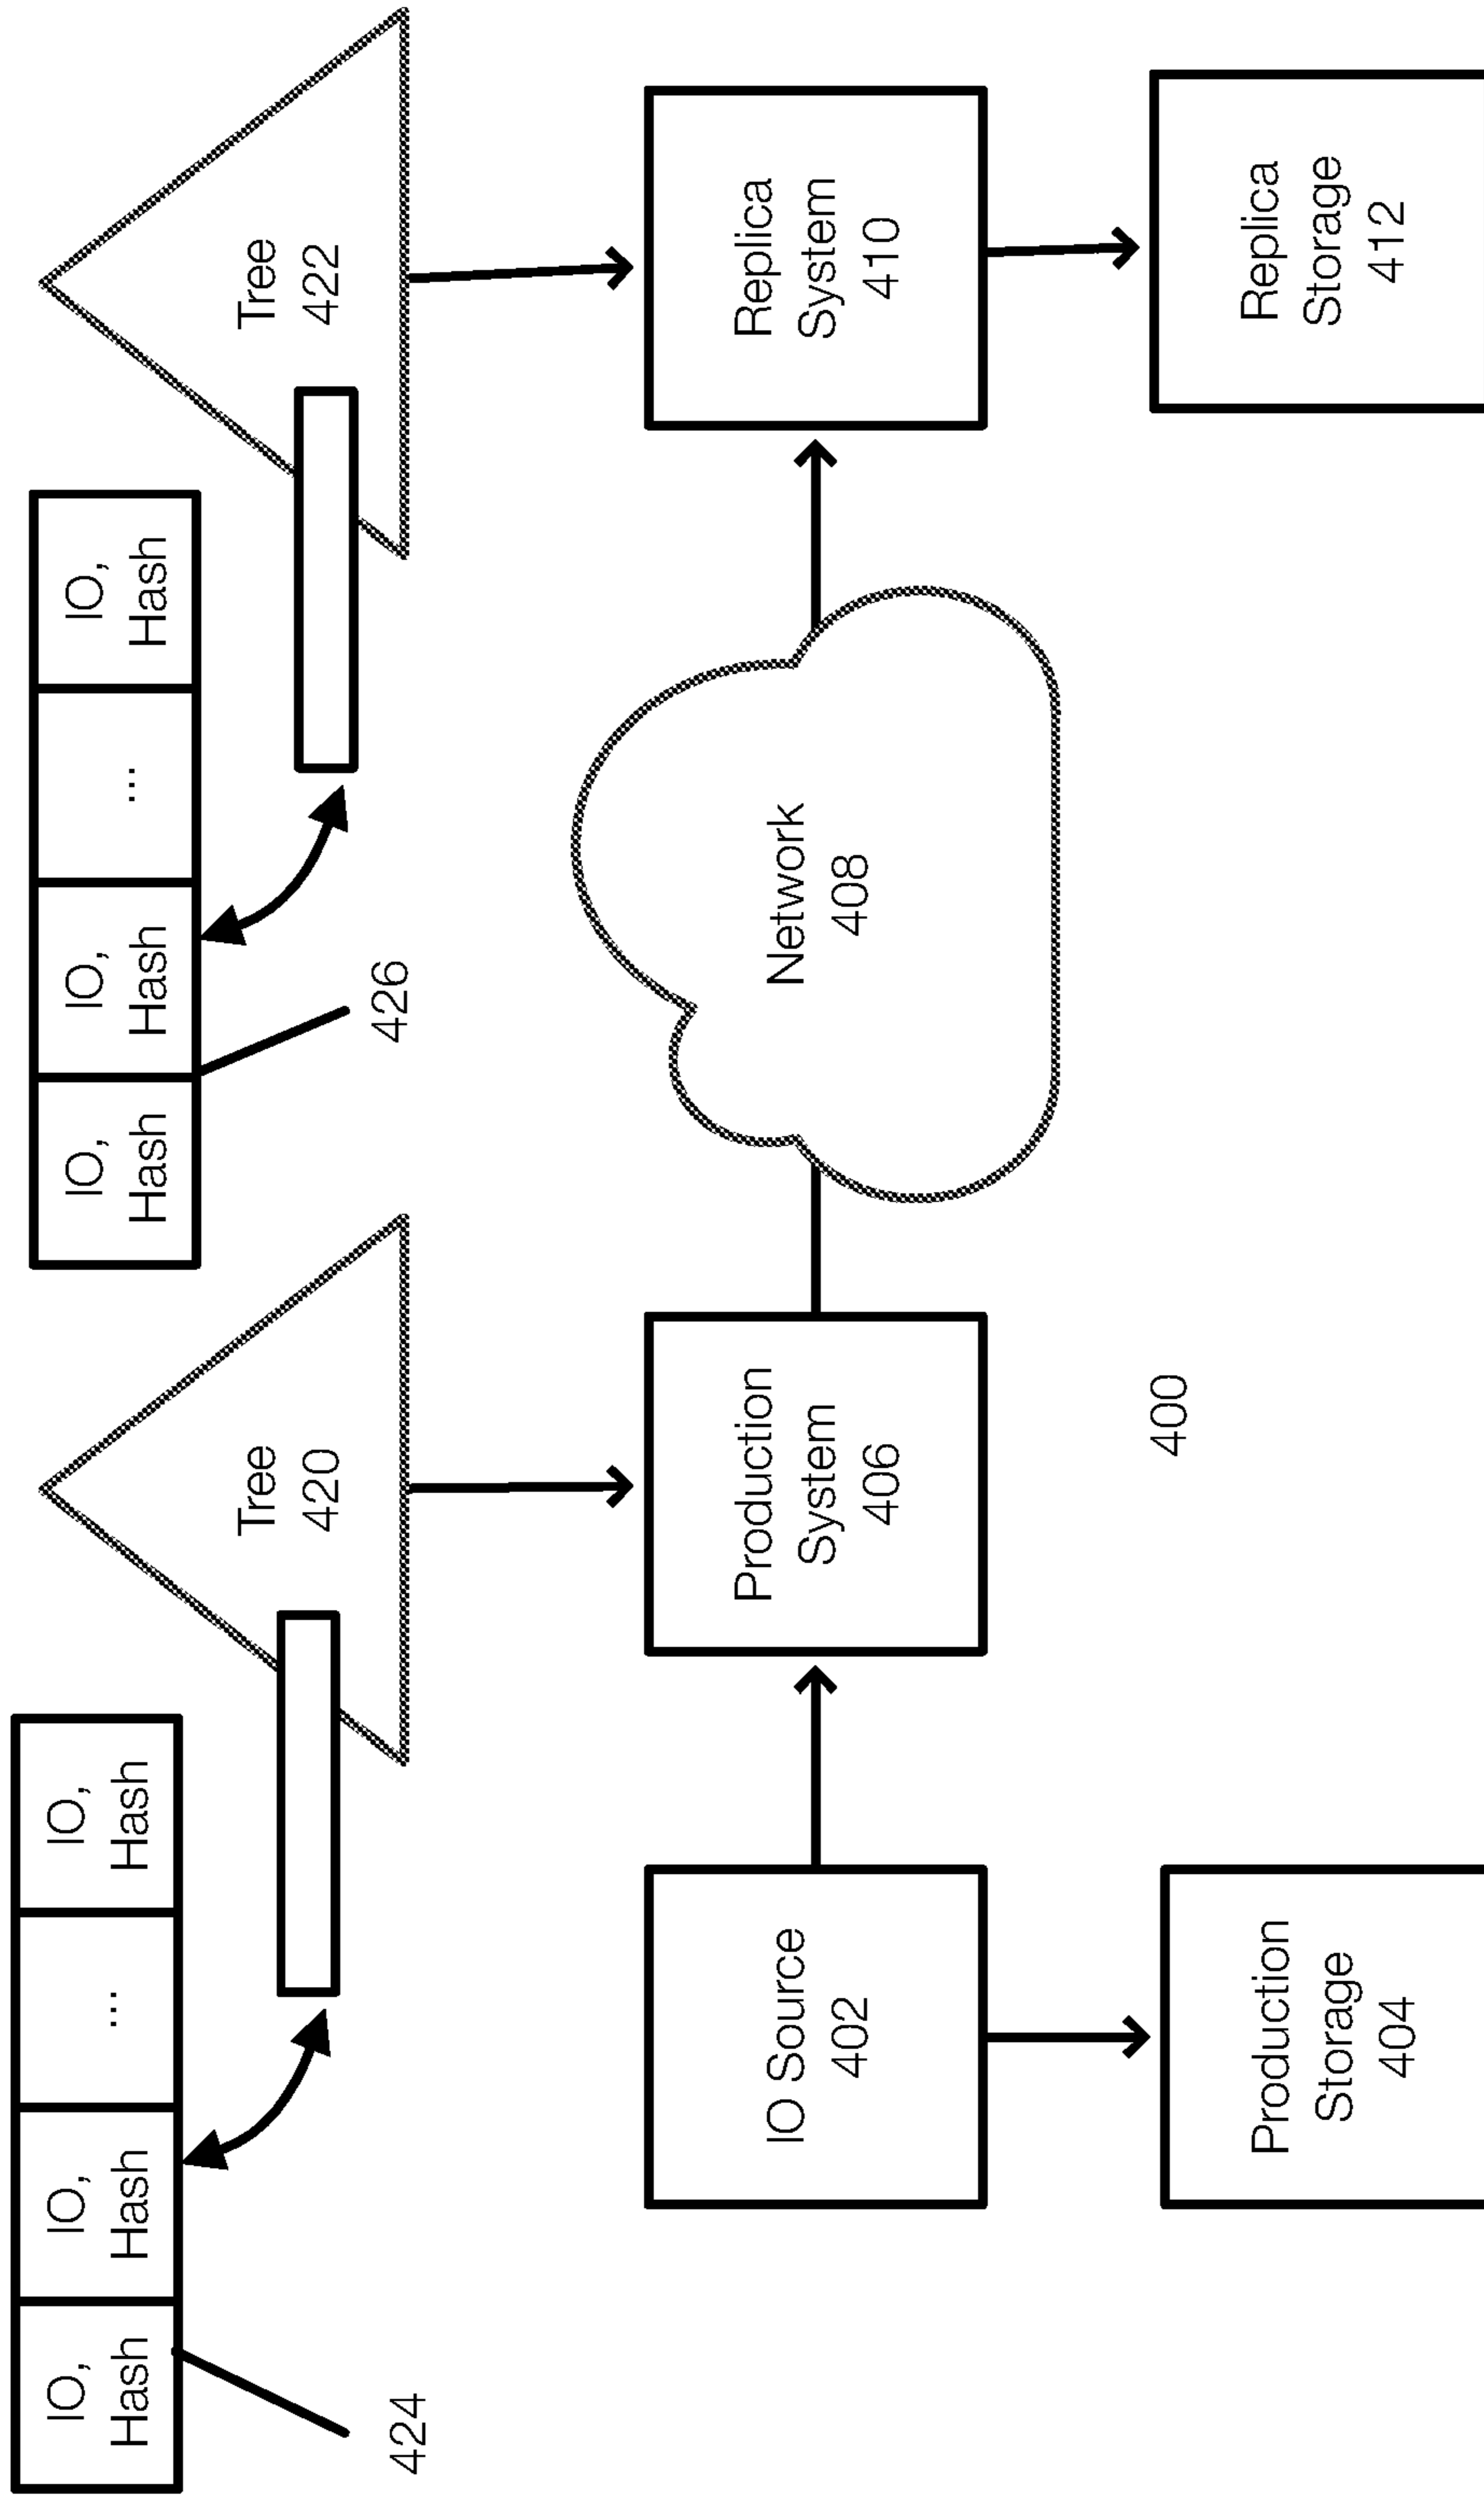 IO,
Hash
IO,
Hash
...
IO,
Hash
424
IO,
Hash
IO,
Hash
...
IO,
Hash
426
Tree
420
Tree
422
IO Source
402
Production
System
406
Network
408
Replica
System
410
Production
Storage
404
400
Replica
Storage
412